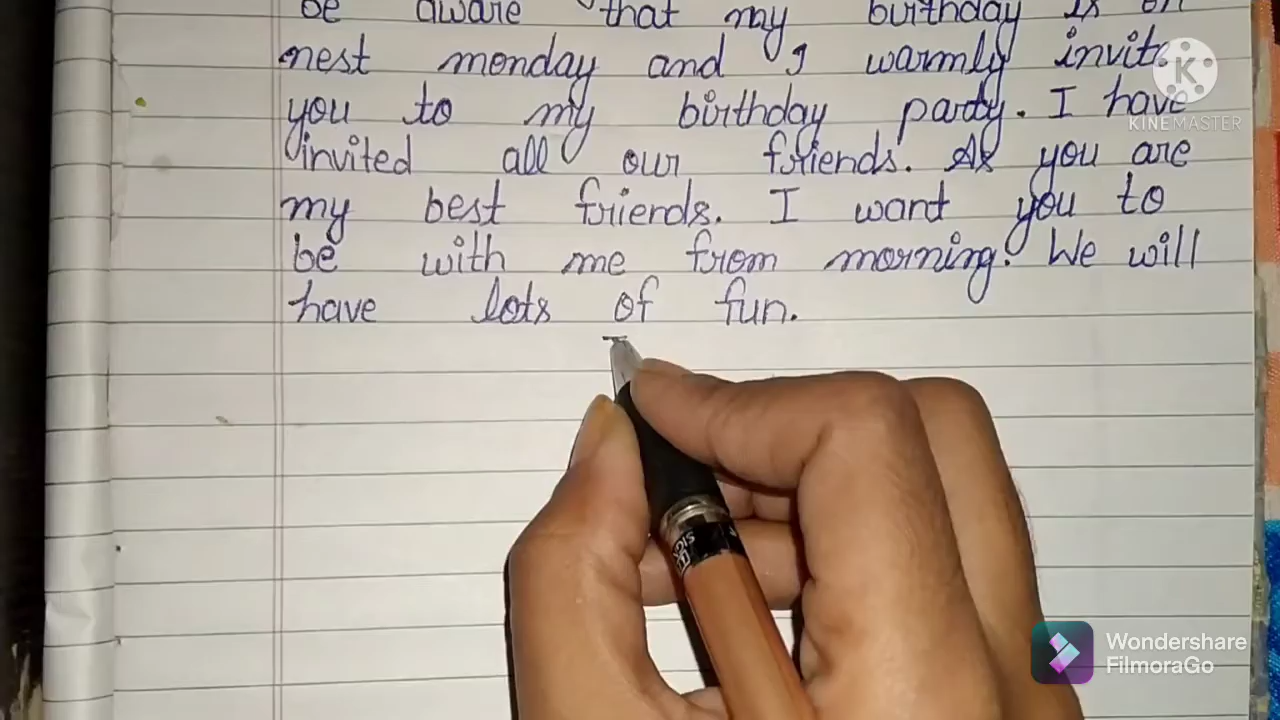 be aware that my birthday is on
nest monday and I warmly invite
you to my birthday party. I have
invited all our friends. As you are
my best friends. I want you to
be with me from morning. We will
have lots of fun.
K
KINEMASTER
Wondershare
FilmoraGo